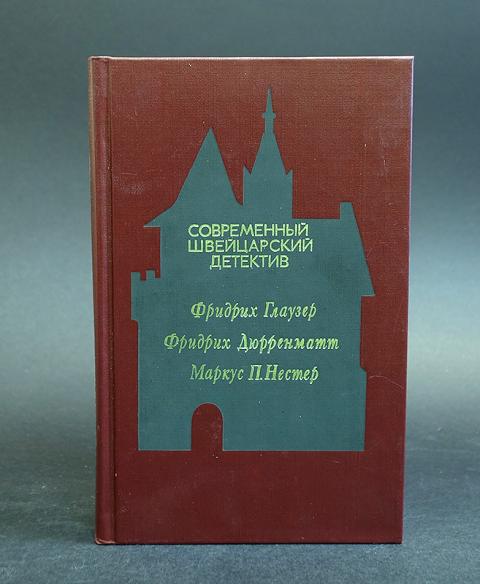 СОВРЕМЕННЫЙ
ШВЕЙЦАРСКИЙ
ДЕТЕКТИВ
Фридрих Глаузер
Фридрих Дюрренматт
Маркус П.Нестер